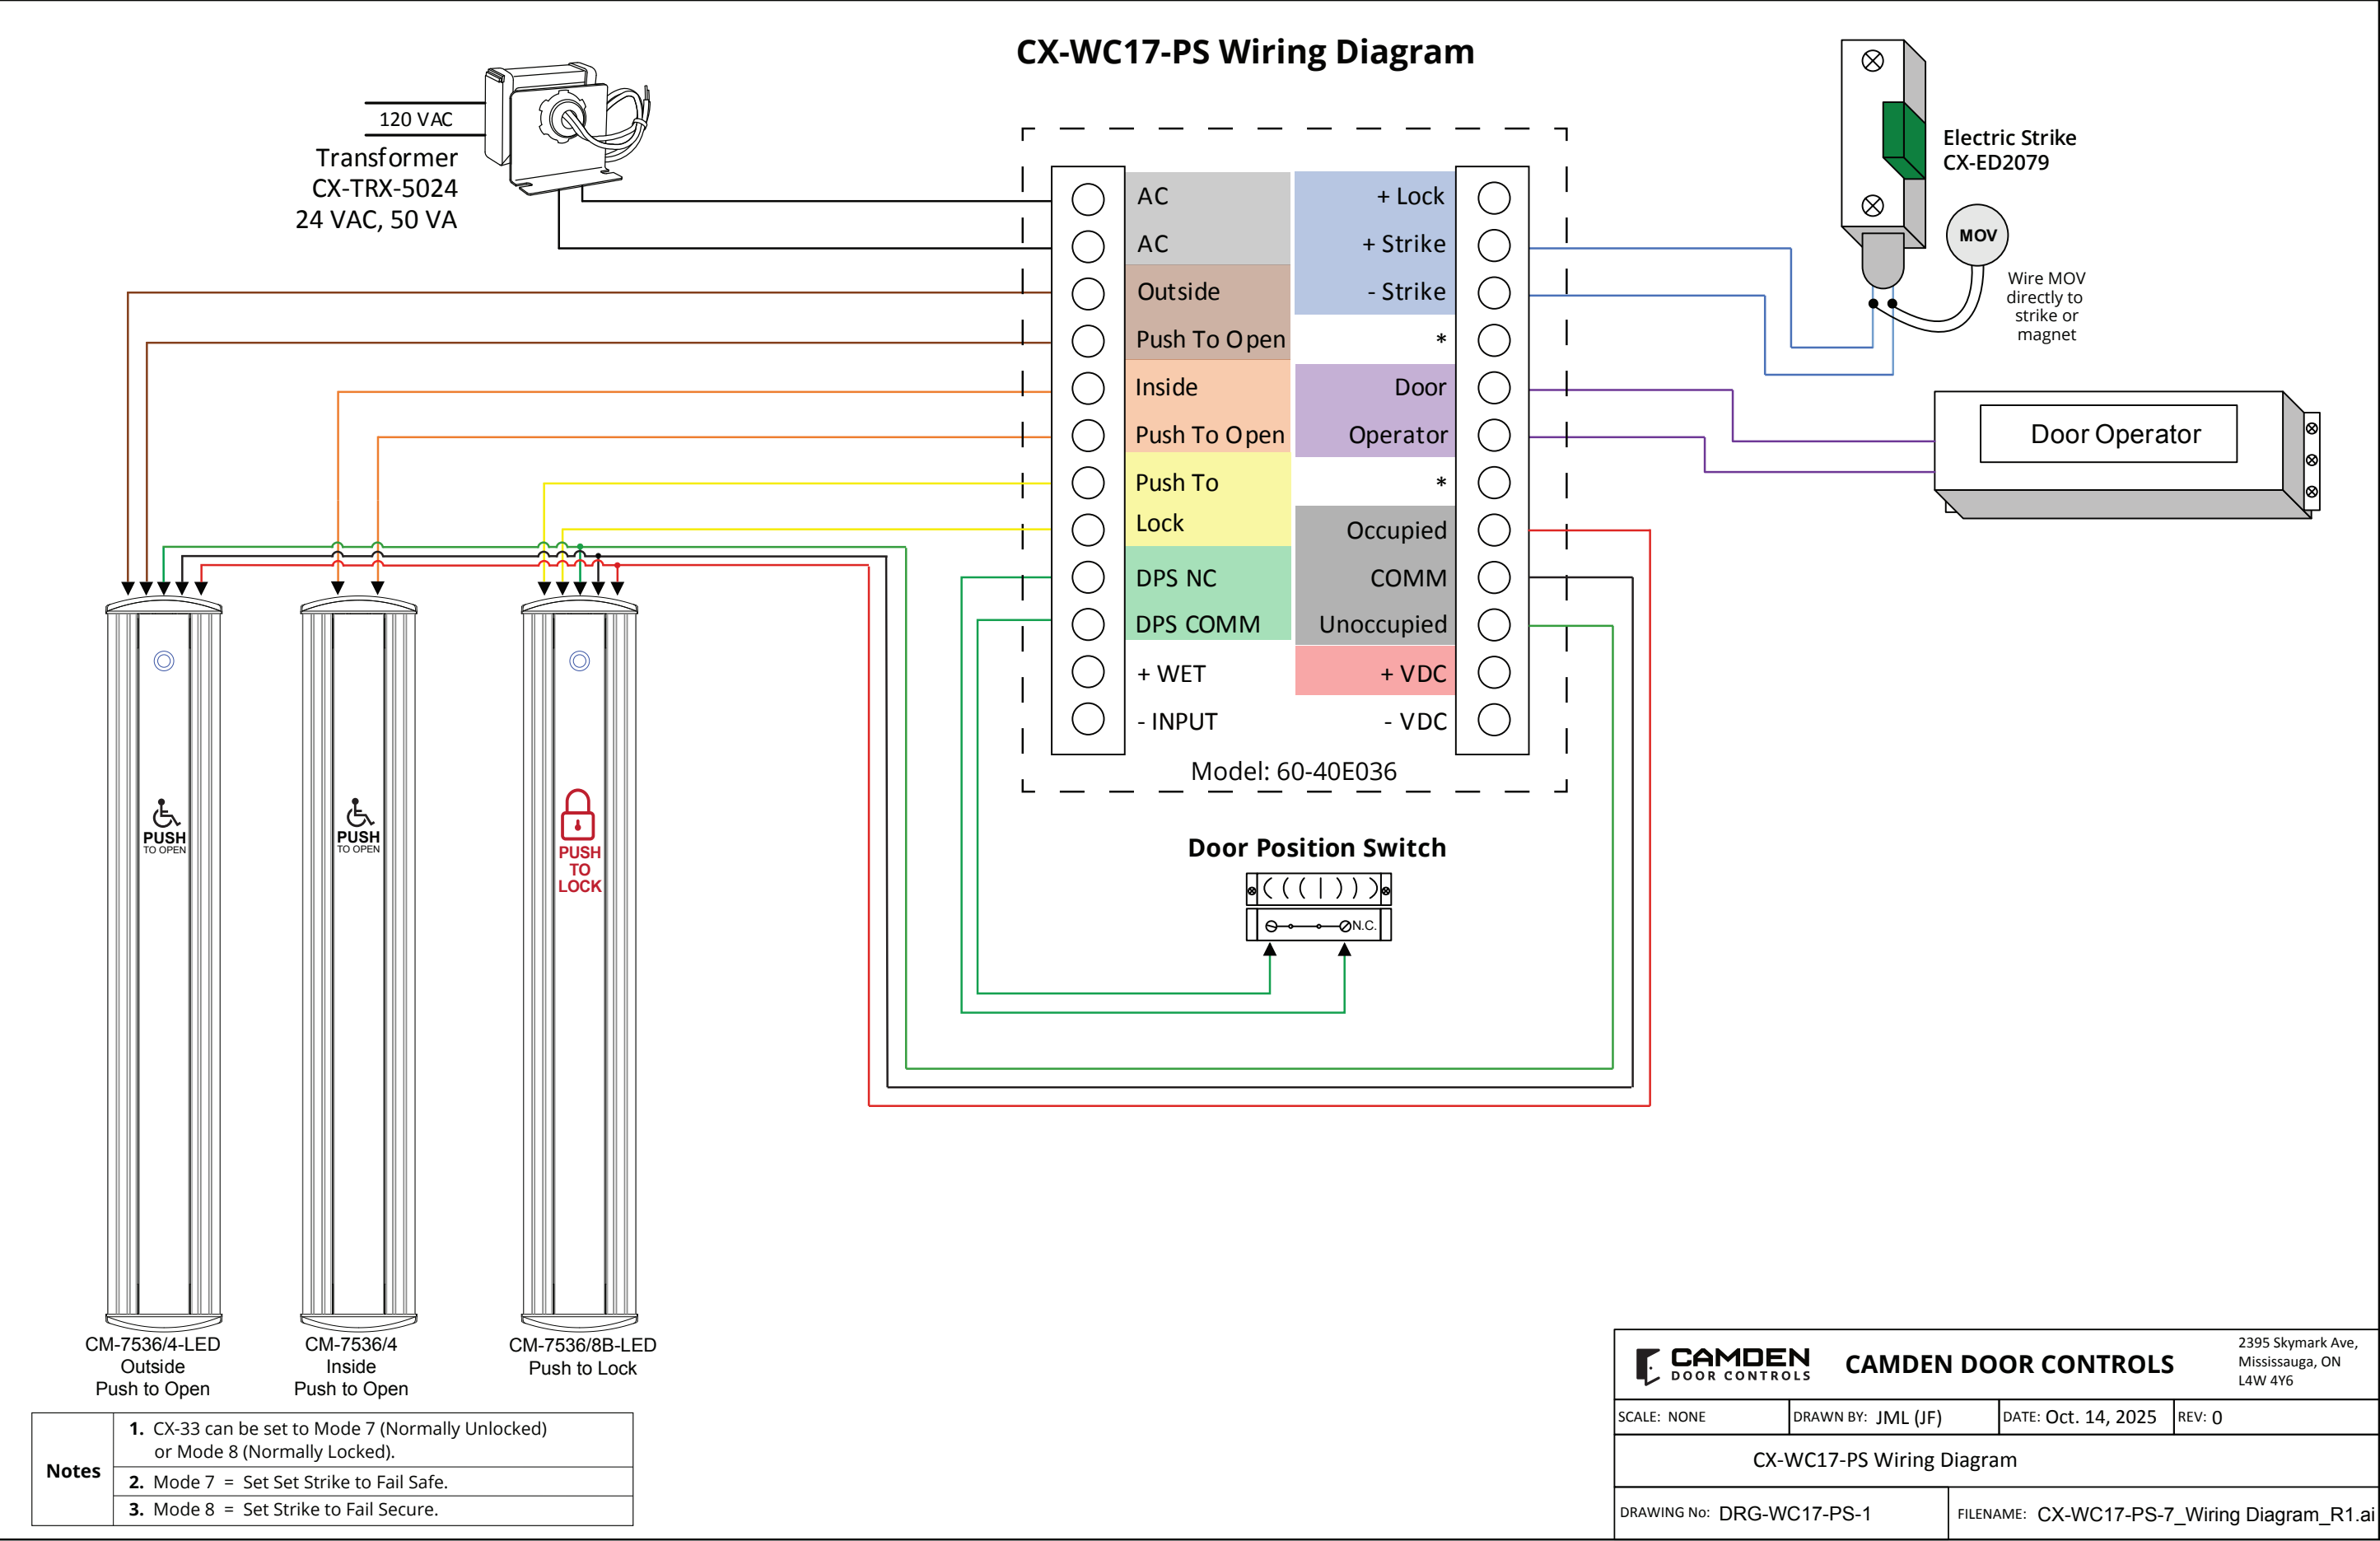 CX-WC17-PS Wiring Diagram
120 VAC
Transformer
CX-TRX-5024
24 VAC, 50 VA
AC
AC
Outside
Push To Open
Inside
Push To Open
Push To
Lock
DPS NC
DPS COMM
+ WET
- INPUT
+ Lock
+ Strike
- Strike
*
Door
Operator
*
Occupied
COMM
Unoccupied
+ VDC
- VDC
Model: 60-40E036
Electric Strike
CX-ED2079
MOV
Wire MOV
directly to
strike or
magnet
Door Operator
Door Position Switch
N.C.
PUSH
TO OPEN
PUSH
TO OPEN
PUSH
TO
LOCK
CM-7536/4-LED
Outside
Push to Open
CM-7536/4
Inside
Push to Open
CM-7536/8B-LED
Push to Lock
Notes
1. CX-33 can be set to Mode 7 (Normally Unlocked)
or Mode 8 (Normally Locked).
2. Mode 7 = Set Set Strike to Fail Safe.
3. Mode 8 = Set Strike to Fail Secure.
CAMDEN
DOOR CONTROLS
CAMDEN DOOR CONTROLS
2395 Skymark Ave,
Mississauga, ON
L4W 4Y6
SCALE: NONE
DRAWN BY: JML (JF)
DATE: Oct. 14, 2025
REV: 0
CX-WC17-PS Wiring Diagram
DRAWING No: DRG-WC17-PS-1
FILENAME: CX-WC17-PS-7_Wiring Diagram_R1.ai